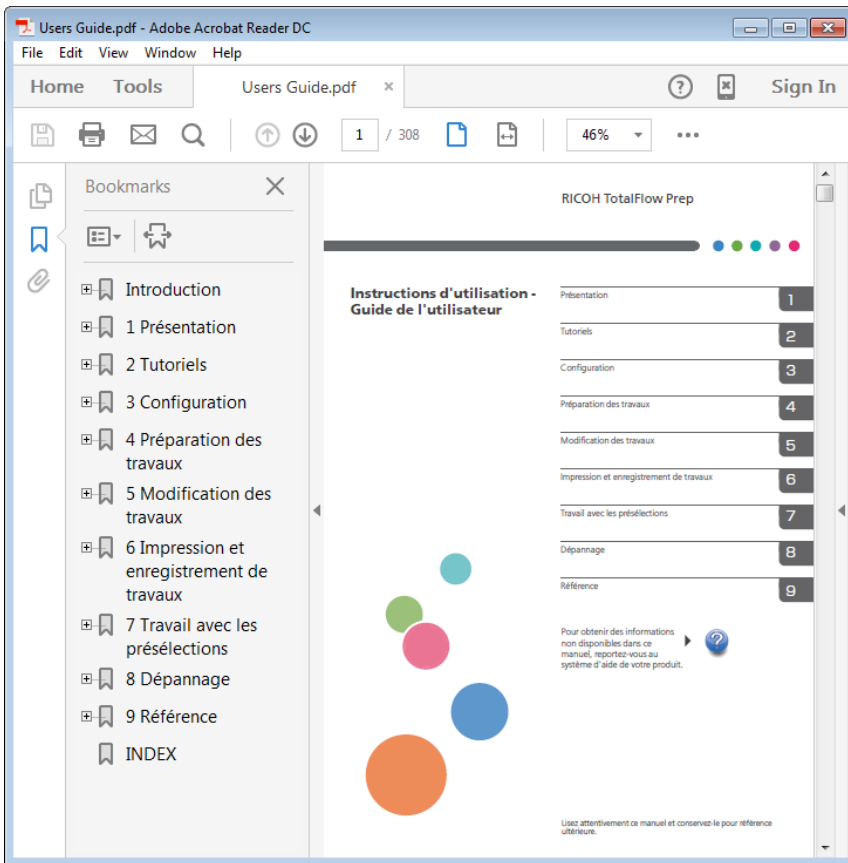 Users Guide.pdf - Adobe Acrobat Reader DC
File Edit View Window Help
Home Tools Users Guide.pdf × ? Sign In
1 / 308 46%
Bookmarks
Introduction
1 Présentation
2 Tutoriels
3 Configuration
4 Préparation des
travaux
5 Modification des
travaux
6 Impression et
enregistrement de
travaux
7 Travail avec les
présélections
8 Dépannage
9 Référence
INDEX
RICOH TotalFlow Prep
Instructions d'utilisation -
Guide de l'utilisateur
Présentation 1
Tutoriels 2
Configuration 3
Préparation des travaux 4
Modification des travaux 5
Impression et enregistrement de travaux 6
Travail avec les présélections 7
Dépannage 8
Référence 9
Pour obtenir des informations
non disponibles dans ce
manuel, reportez-vous au
système d'aide de votre produit.
?
Lisez attentivement ce manuel et conservez-le pour référence
ultérieure.